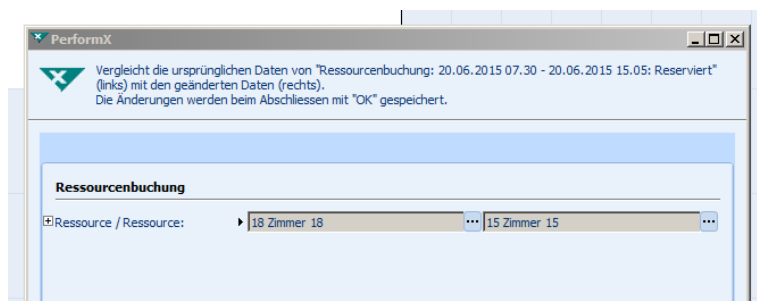 PerformX
Vergleicht die ursprünglichen Daten von "Ressourcenbuchung: 20.06.2015 07.30 - 20.06.2015 15.05: Reserviert"
(links) mit den geänderten Daten (rechts).
Die Änderungen werden beim Abschliessen mit "OK" gespeichert.
Ressourcenbuchung
Ressource / Ressource: 18 Zimmer 18 ... 15 Zimmer 15 ...